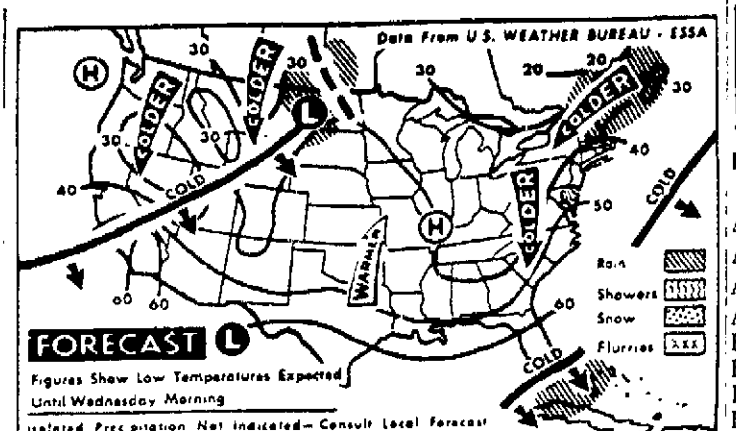 Data From U.S. WEATHER BUREAU - ESSA
30
30
30
20
20
30
H
COLDER
COLDER
L
COLDER
30
30
40
40
COLD
COLDER
50
COLD
H
WARMER
60
60
60
Rain
Showers
Snow
Flurries
FORECAST
L
COLD
Figures Show Low Temperatures Expected
Until Wednesday Morning
Isolated Precipitation Not Indicated - Consult Local Forecast